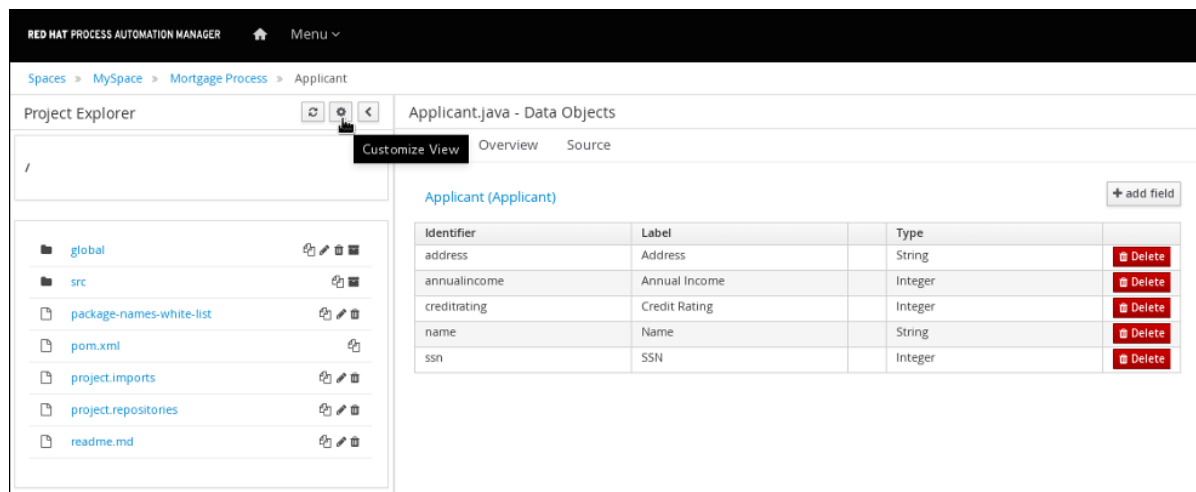 RED HAT PROCESS AUTOMATION MANAGER Menu
Spaces » MySpace » Mortgage Process » Applicant
Project Explorer
Customize View
/
global
src
package-names-white-list
pom.xml
project.imports
project.repositories
readme.md
Applicant.java - Data Objects
Overview Source
Applicant (Applicant) + add field
Identifier Label Type
address Address String Delete
annualincome Annual Income Integer Delete
creditrating Credit Rating Integer Delete
name Name String Delete
ssn SSN Integer Delete